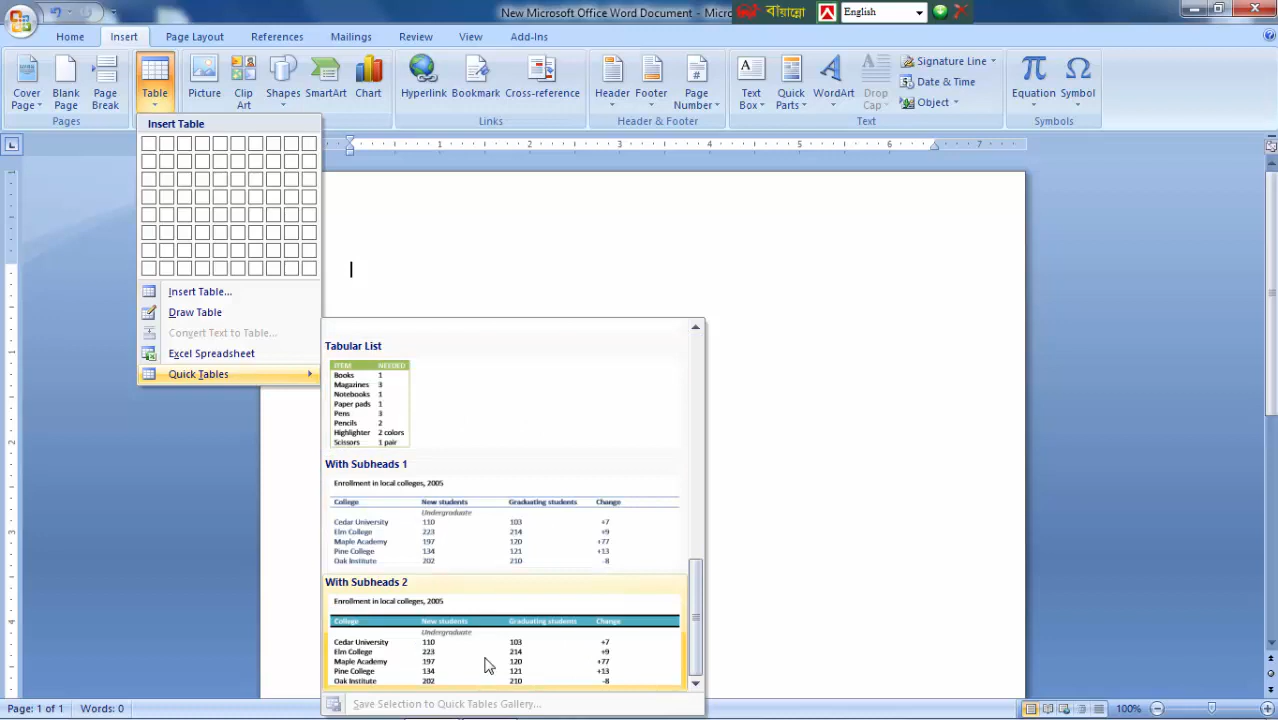 New Microsoft Office Word Document - Micr
বায়ান্নো
English
Home Insert Page Layout References Mailings Review View Add-Ins
Cover Page
Blank Page
Page Break
Table
Picture
Clip Art
Shapes
SmartArt
Chart
Hyperlink
Bookmark
Cross-reference
Header
Footer
Page Number
Text Box
Quick Parts
WordArt
Drop Cap
Signature Line
Date & Time
Object
Equation
Symbol
Pages
Links
Header & Footer
Text
Symbols
Insert Table
1 2 3 4 5 6 7
Insert Table...
Draw Table
Convert Text to Table...
Excel Spreadsheet
Quick Tables
Tabular List
ITEM NEEDED
Books 1
Magazines 3
Notebooks 1
Paper pads 1
Pens 3
Pencils 2
Highlighter 2 colors
Scissors 1 pair
With Subheads 1
Enrollment in local colleges, 2005
College New students Graduating students Change
Undergraduate
Cedar University 110 103 +7
Elm College 223 214 +9
Maple Academy 197 120 +77
Pine College 134 121 +13
Oak Institute 202 210 -8
With Subheads 2
Enrollment in local colleges, 2005
College New students Graduating students Change
Undergraduate
Cedar University 110 103 +7
Elm College 223 214 +9
Maple Academy 197 120 +77
Pine College 134 121 +13
Oak Institute 202 210 -8
Save Selection to Quick Tables Gallery...
Page: 1 of 1 Words: 0
100%